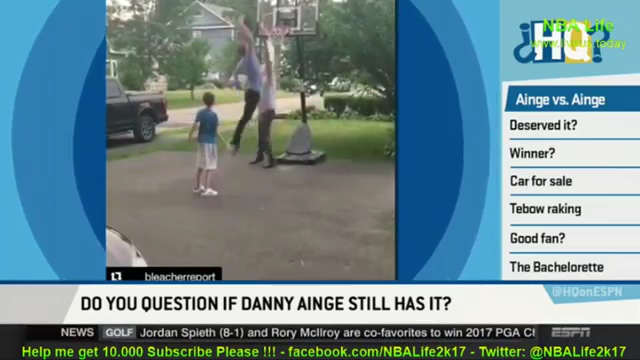 NBA Life
www.tvplus.today
¿HQ?
Ainge vs. Ainge
Deserved it?
Winner?
Car for sale
Tebow raking
Good fan?
The Bachelorette
bleacherreport
@HQonESPN
DO YOU QUESTION IF DANNY AINGE STILL HAS IT?
NEWS GOLF Jordan Spieth (8-1) and Rory McIlroy are co-favorites to win 2017 PGA C
ESPN
Help me get 10.000 Subscribe Please !!! - facebook.com/NBALife2k17 - Twitter: @NBALife2k17